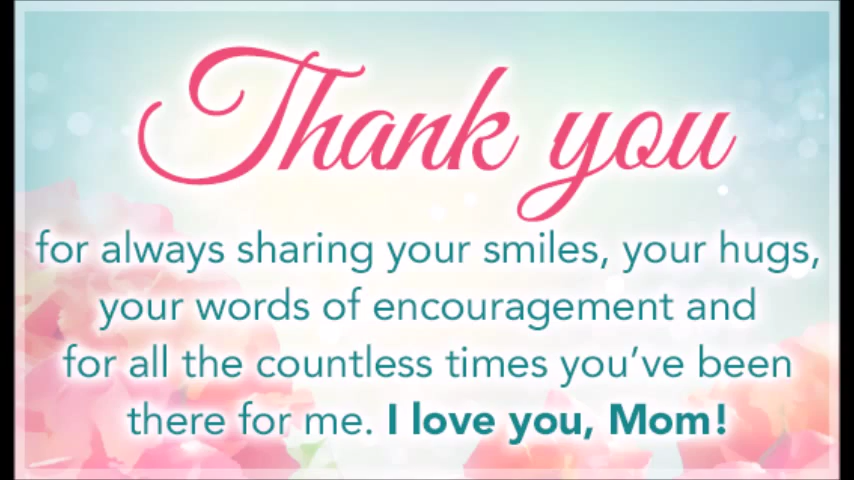 Thank you
for always sharing your smiles, your hugs,
your words of encouragement and
for all the countless times you’ve been
there for me. I love you, Mom!